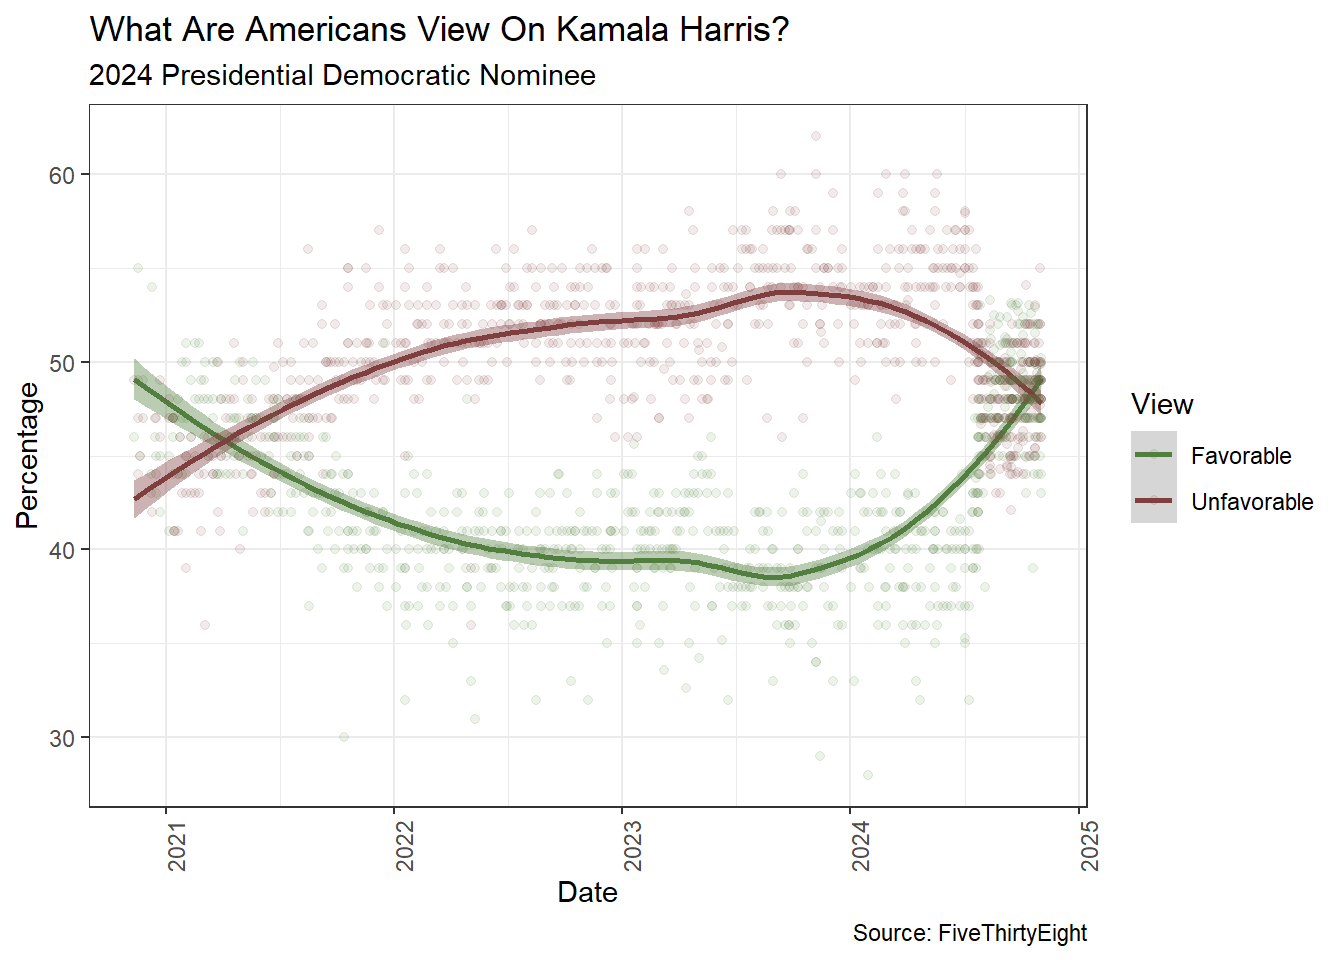 What Are Americans View On Kamala Harris?
2024 Presidential Democratic Nominee
60
50
40
30
Percentage
2021
2022
2023
2024
2025
Date
View
Favorable
Unfavorable
Source: FiveThirtyEight